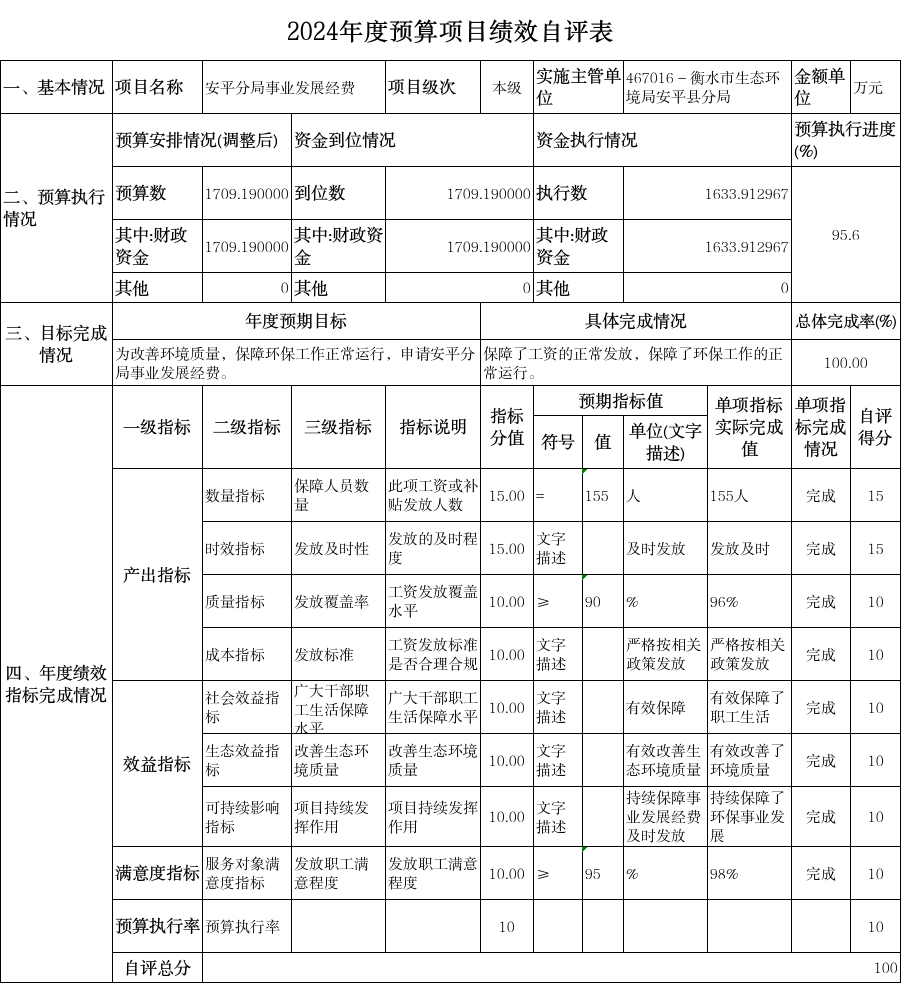 2024年度预算项目绩效自评表
一、基本情况 项目名称 安平分局事业发展经费 项目级次 本级 实施主管单位 467016－衡水市生态环境局安平县分局 金额单位 万元
二、预算执行情况 预算安排情况(调整后) 资金到位情况 资金执行情况 预算执行进度(%)
预算数 1709.190000 到位数 1709.190000 执行数 1633.912967 95.6
其中:财政资金 1709.190000 其中:财政资金 1709.190000 其中:财政资金 1633.912967
其他 0 其他 0 其他 0
三、目标完成情况 年度预期目标 具体完成情况 总体完成率(%)
为改善环境质量，保障环保工作正常运行，申请安平分局事业发展经费。 保障了工资的正常发放，保障了环保工作的正常运行。 100.00
四、年度绩效指标完成情况 一级指标 二级指标 三级指标 指标说明 指标分值 预期指标值 单项指标实际完成值 单项指标完成情况 自评得分
符号 值 单位(文字描述)
产出指标 数量指标 保障人员数量 此项工资或补贴发放人数 15.00 = 155 人 155人 完成 15
时效指标 发放及时性 发放的及时程度 15.00 文字描述 及时发放 发放及时 完成 15
质量指标 发放覆盖率 工资发放覆盖水平 10.00 ≥ 90 % 96% 完成 10
成本指标 发放标准 工资发放标准是否合理合规 10.00 文字描述 严格按相关政策发放 严格按相关政策发放 完成 10
效益指标 社会效益指标 广大干部职工生活保障水平 广大干部职工生活保障水平 10.00 文字描述 有效保障 有效保障了职工生活 完成 10
生态效益指标 改善生态环境质量 改善生态环境质量 10.00 文字描述 有效改善生态环境质量 有效改善了环境质量 完成 10
可持续影响指标 项目持续发挥作用 项目持续发挥作用 10.00 文字描述 持续保障事业发展经费及时发放 持续保障了环保事业发展 完成 10
满意度指标 服务对象满意度指标 发放职工满意程度 发放职工满意程度 10.00 ≥ 95 % 98% 完成 10
预算执行率 预算执行率 10 10
自评总分 100